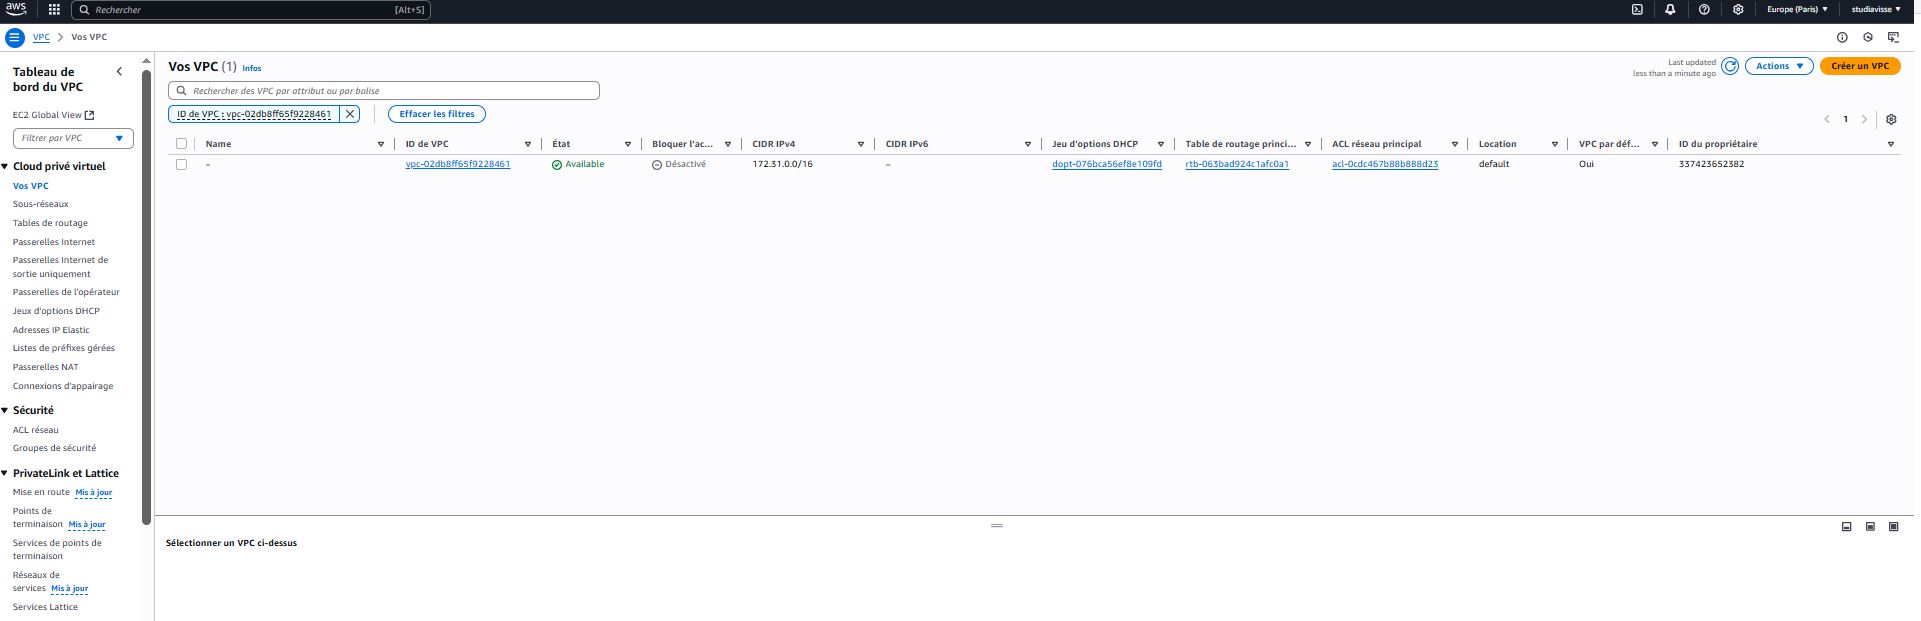 aws
Rechercher [Alt+S] Europe (Paris) studiavisse
VPC > Vos VPC
Tableau de bord du VPC
EC2 Global View
Filtrer par VPC
Cloud privé virtuel
Vos VPC
Sous-réseaux
Tables de routage
Passerelles Internet
Passerelles Internet de
sortie uniquement
Passerelles de l'opérateur
Jeux d'options DHCP
Adresses IP Elastic
Listes de préfixes gérées
Passerelles NAT
Connexions d'appairage
Sécurité
ACL réseau
Groupes de sécurité
PrivateLink et Lattice
Mise en route Mis à jour
Points de
terminaison Mis à jour
Services de points de
terminaison
Réseaux de
services Mis à jour
Services Lattice
Vos VPC (1) Infos
Last updated
less than a minute ago
Actions
Créer un VPC
Rechercher des VPC par attribut ou par balise
ID de VPC : vpc-02db8ff65f9228461
Effacer les filtres
1
Name ID de VPC État Bloquer l'ac... CIDR IPv4 CIDR IPv6 Jeu d'options DHCP Table de routage princi... ACL réseau principal Location VPC par déf... ID du propriétaire
– vpc-02db8ff65f9228461 Available Désactivé 172.31.0.0/16 – dopt-076bca56ef8e109fd rtb-063bad924c1afc0a1 acl-0cdc467b88b888d23 default Oui 337423652382
Sélectionner un VPC ci-dessus